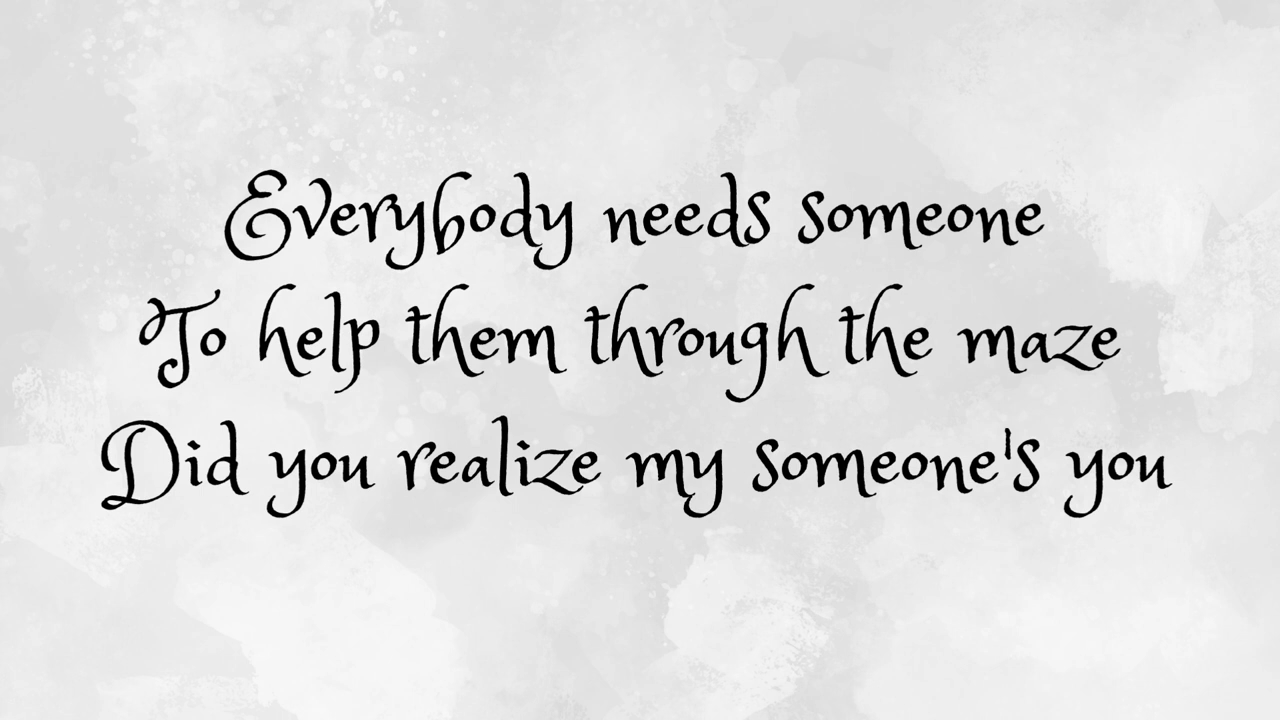 Everybody needs someone
To help them through the maze
Did you realize my someone's you